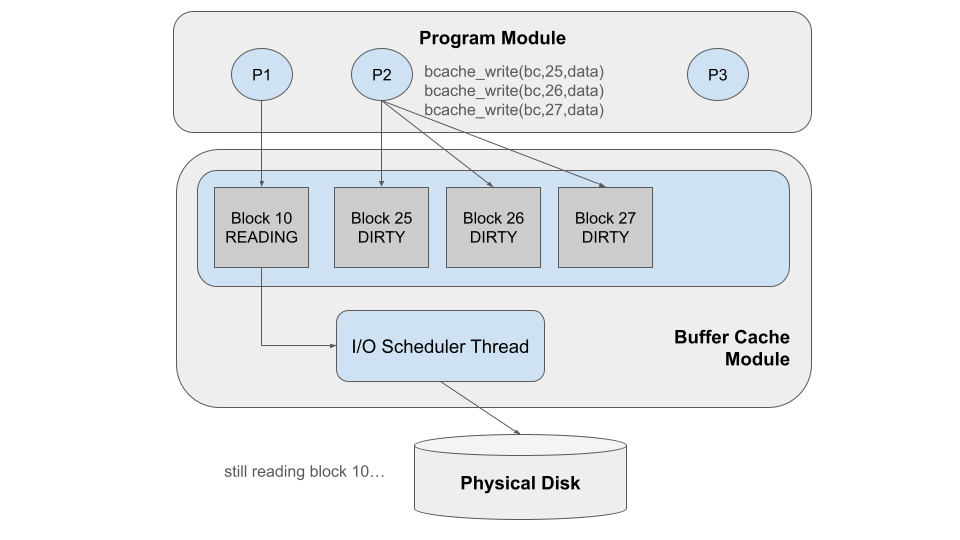 Program Module
P1
P2
P3
bcache_write(bc,25,data)
bcache_write(bc,26,data)
bcache_write(bc,27,data)
Block 10
READING
Block 25
DIRTY
Block 26
DIRTY
Block 27
DIRTY
I/O Scheduler Thread
Buffer Cache
Module
still reading block 10…
Physical Disk